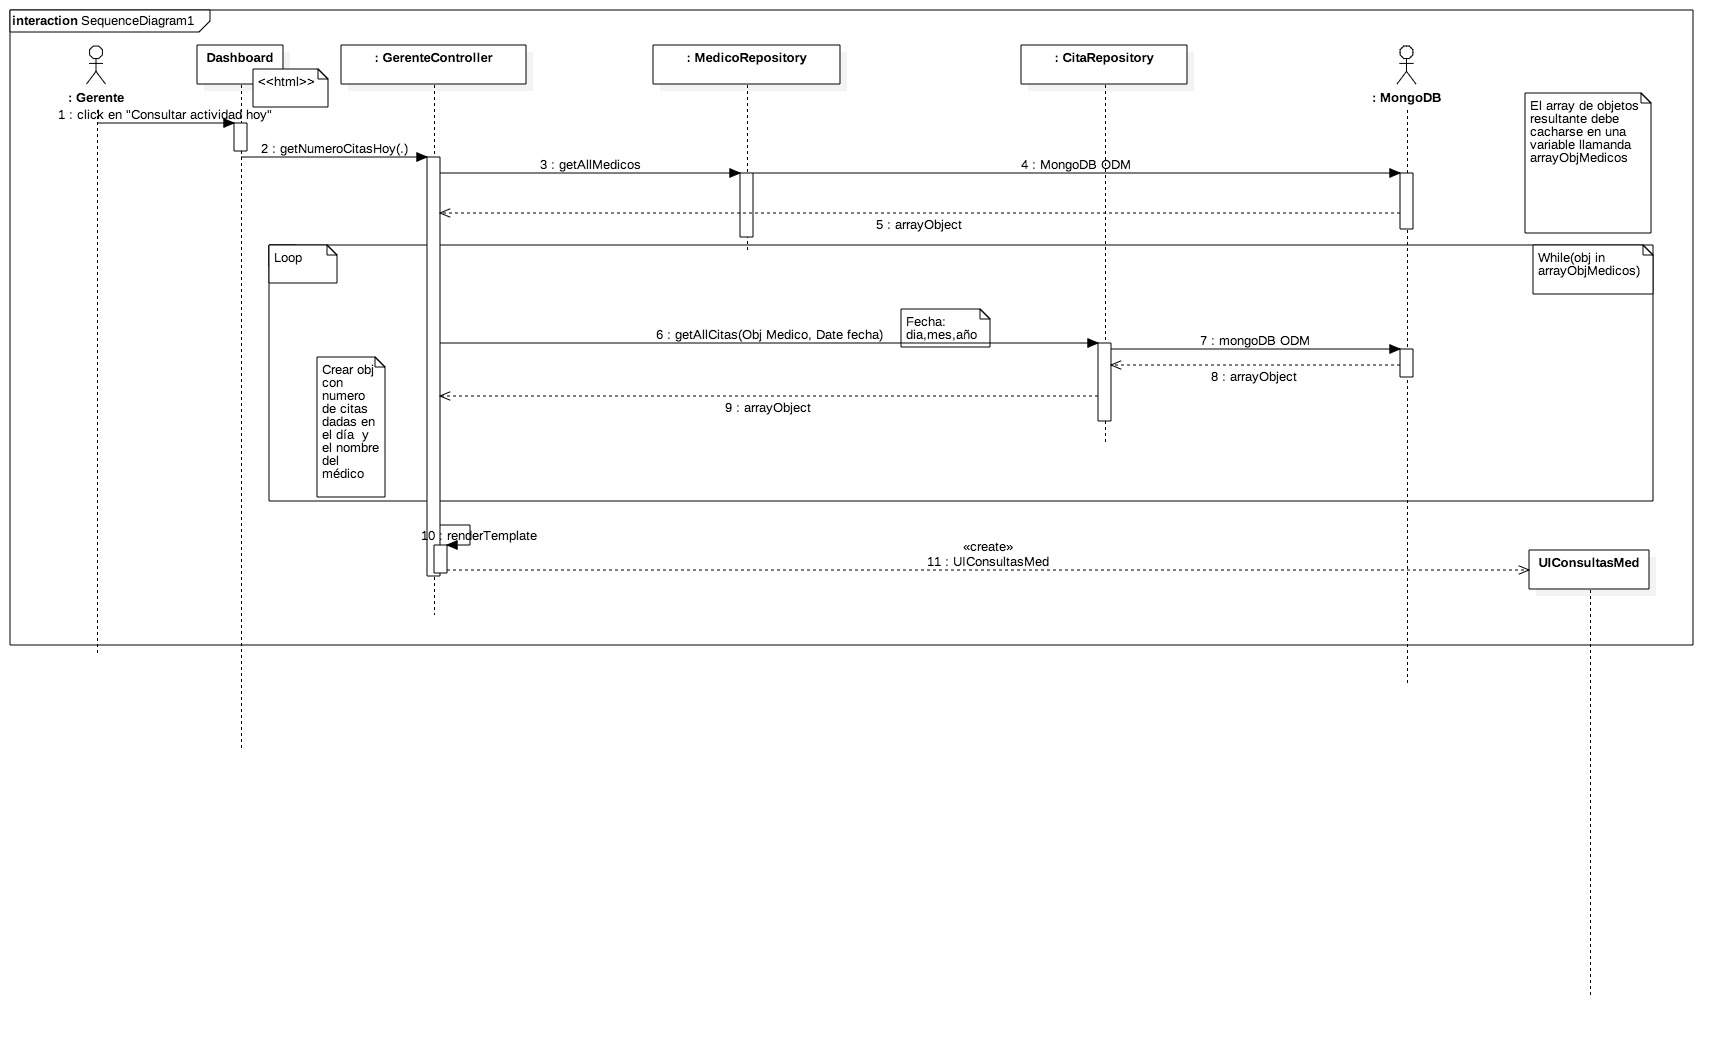 interaction SequenceDiagram1
Dashboard
: GerenteController
: MedicoRepository
: CitaRepository
<<html>>
: Gerente
: MongoDB
El array de objetos
resultante debe
cacharse en una
variable llamanda
arrayObjMedicos
1 : click en "Consultar actividad hoy"
2 : getNumeroCitasHoy(.)
3 : getAllMedicos
4 : MongoDB ODM
5 : arrayObject
Loop
While(obj in
arrayObjMedicos)
Fecha:
dia,mes,año
6 : getAllCitas(Obj Medico, Date fecha)
7 : mongoDB ODM
8 : arrayObject
Crear obj
con
numero
de citas
dadas en
el día  y
el nombre
del
médico
9 : arrayObject
10 : renderTemplate
«create»
11 : UIConsultasMed
UIConsultasMed